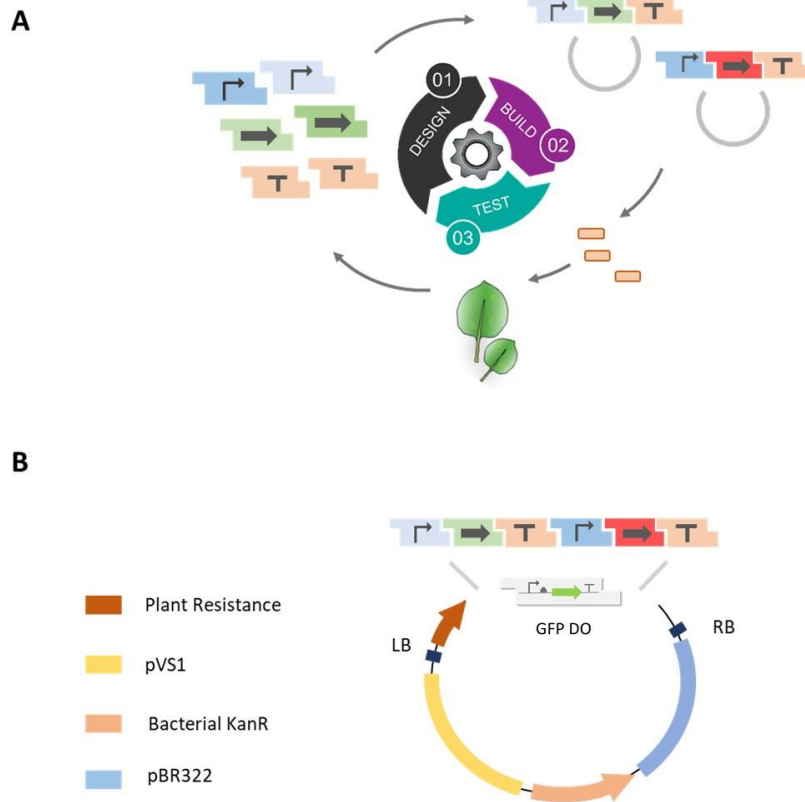 A
01
DESIGN
BUILD
02
TEST
03
B
Plant Resistance
pVS1
Bacterial KanR
pBR322
GFP DO
LB
RB